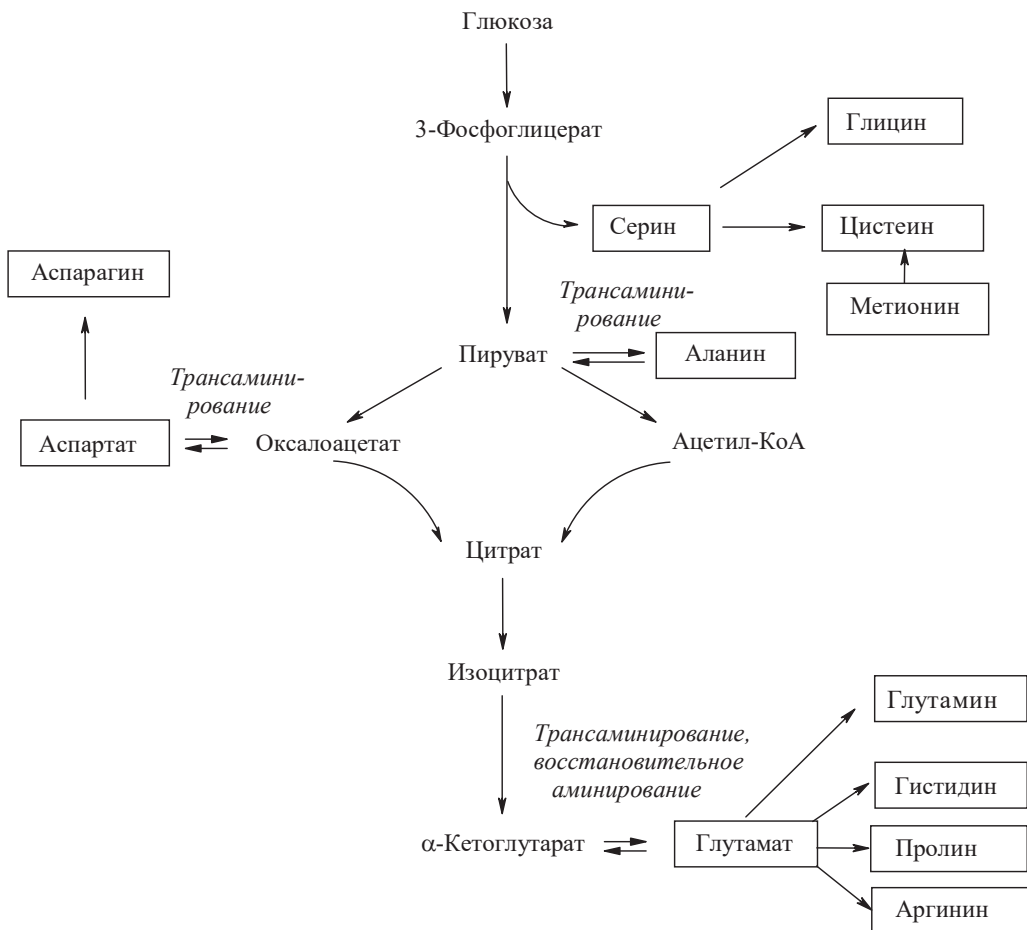 Глюкоза
3-Фосфоглицерат
Глицин
Серин
Цистеин
Аспарагин
Трансамини-
рование
Метионин
Пируват
Аланин
Трансамини-
рование
Аспартат
Оксалоацетат
Ацетил-КоА
Цитрат
Изоцитрат
Глутамин
Трансаминирование,
восстановительное
аминирование
Гистидин
α-Кетоглутарат
Глутамат
Пролин
Аргинин